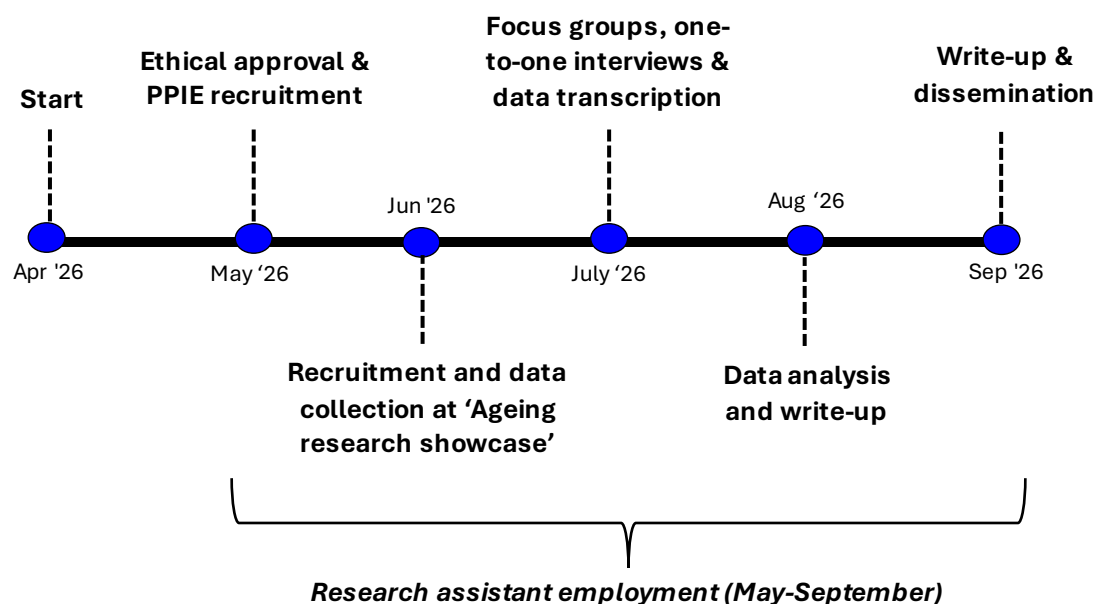 Start
Ethical approval &
PPIE recruitment
Focus groups, one-
to-one interviews &
data transcription
Write-up &
dissemination
Apr '26
May ‘26
Jun '26
July ‘26
Aug ‘26
Sep '26
Recruitment and data
collection at ‘Ageing
research showcase’
Data analysis
and write-up
Research assistant employment (May-September)